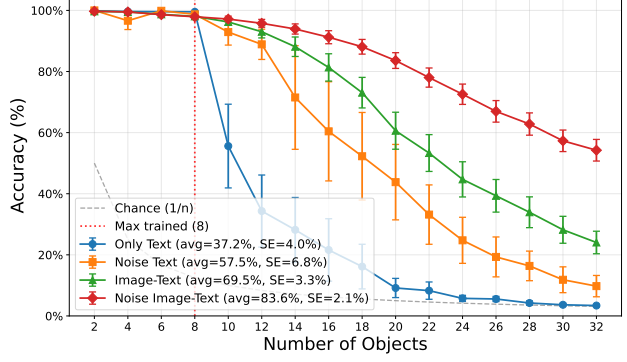 Accuracy (%)
100%
80%
60%
40%
20%
0%
Chance (1/n)
Max trained (8)
Only Text (avg=37.2%, SE=4.0%)
Noise Text (avg=57.5%, SE=6.8%)
Image-Text (avg=69.5%, SE=3.3%)
Noise Image-Text (avg=83.6%, SE=2.1%)
2 4 6 8 10 12 14 16 18 20 22 24 26 28 30 32
Number of Objects